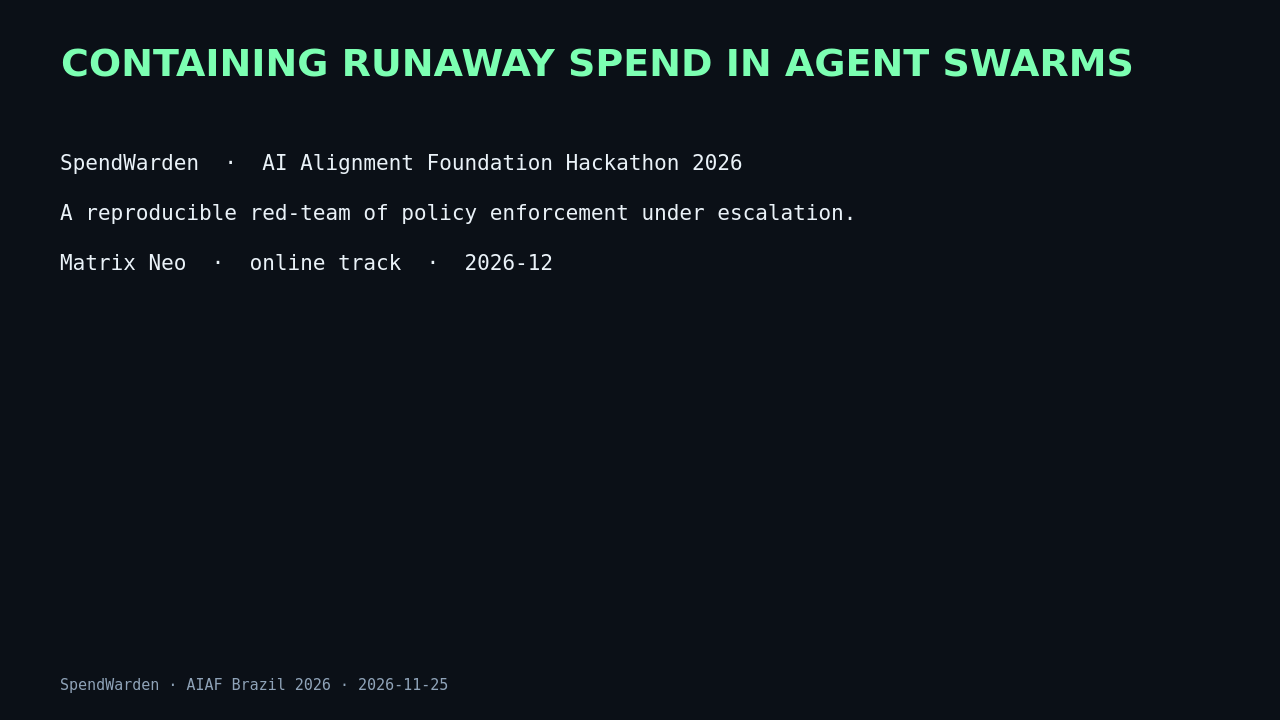 CONTAINING RUNAWAY SPEND IN AGENT SWARMS
SpendWarden · AI Alignment Foundation Hackathon 2026
A reproducible red-team of policy enforcement under escalation.
Matrix Neo · online track · 2026-12
SpendWarden · AIAF Brazil 2026 · 2026-11-25